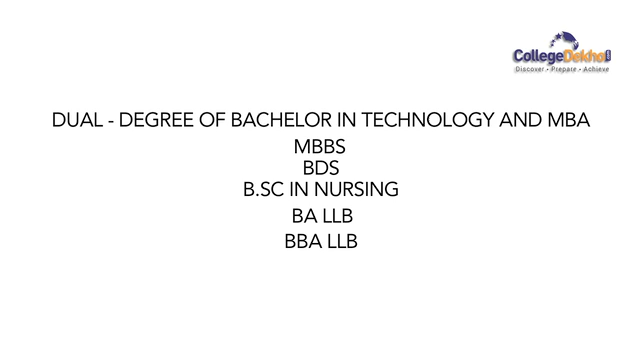 CollegeDekho.com
Discover • Prepare • Achieve
DUAL - DEGREE OF BACHELOR IN TECHNOLOGY AND MBA
MBBS
BDS
B.SC IN NURSING
BA LLB
BBA LLB